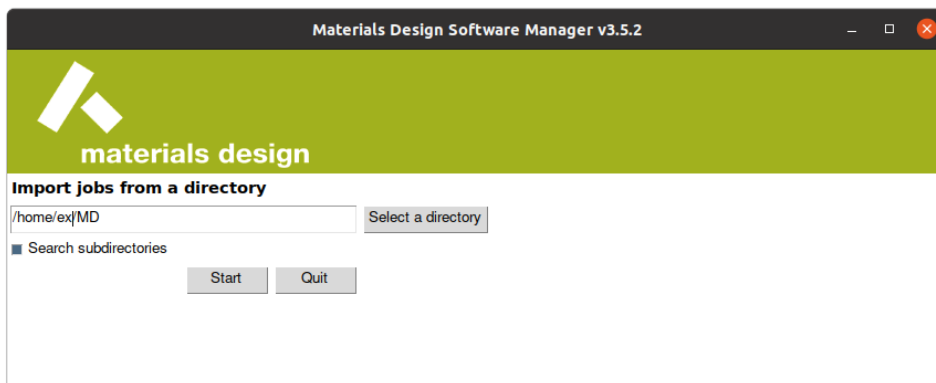 Materials Design Software Manager v3.5.2
materials design
Import jobs from a directory
/home/ex/MD Select a directory
Search subdirectories
Start Quit